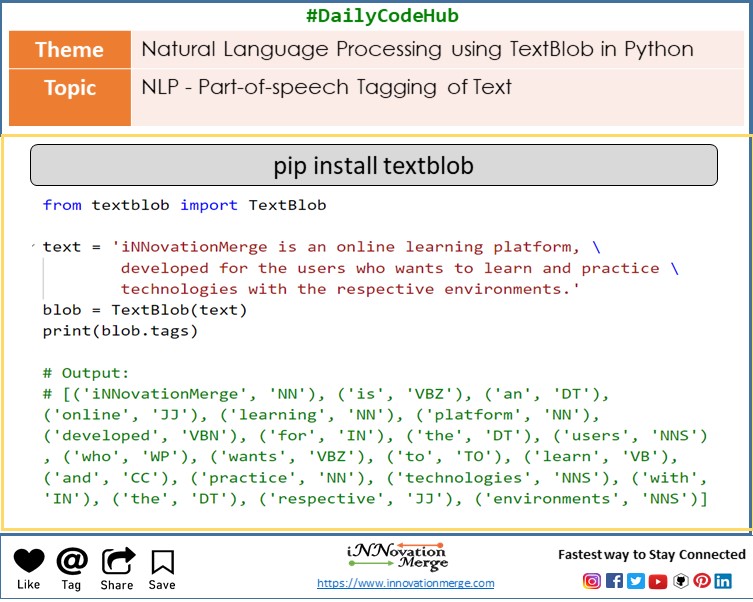 #DailyCodeHub
Theme Natural Language Processing using TextBlob in Python
Topic NLP - Part-of-speech Tagging of Text
pip install textblob
from textblob import TextBlob
text = 'iNNovationMerge is an online learning platform, \
developed for the users who wants to learn and practice \
technologies with the respective environments.'
blob = TextBlob(text)
print(blob.tags)
# Output:
# [('iNNovationMerge', 'NN'), ('is', 'VBZ'), ('an', 'DT'),
('online', 'JJ'), ('learning', 'NN'), ('platform', 'NN'),
('developed', 'VBN'), ('for', 'IN'), ('the', 'DT'), ('users', 'NNS')
, ('who', 'WP'), ('wants', 'VBZ'), ('to', 'TO'), ('learn', 'VB'),
('and', 'CC'), ('practice', 'NN'), ('technologies', 'NNS'), ('with',
'IN'), ('the', 'DT'), ('respective', 'JJ'), ('environments', 'NNS')]
Like Tag Share Save
iNNovation
Merge
https://www.innovationmerge.com
Fastest way to Stay Connected